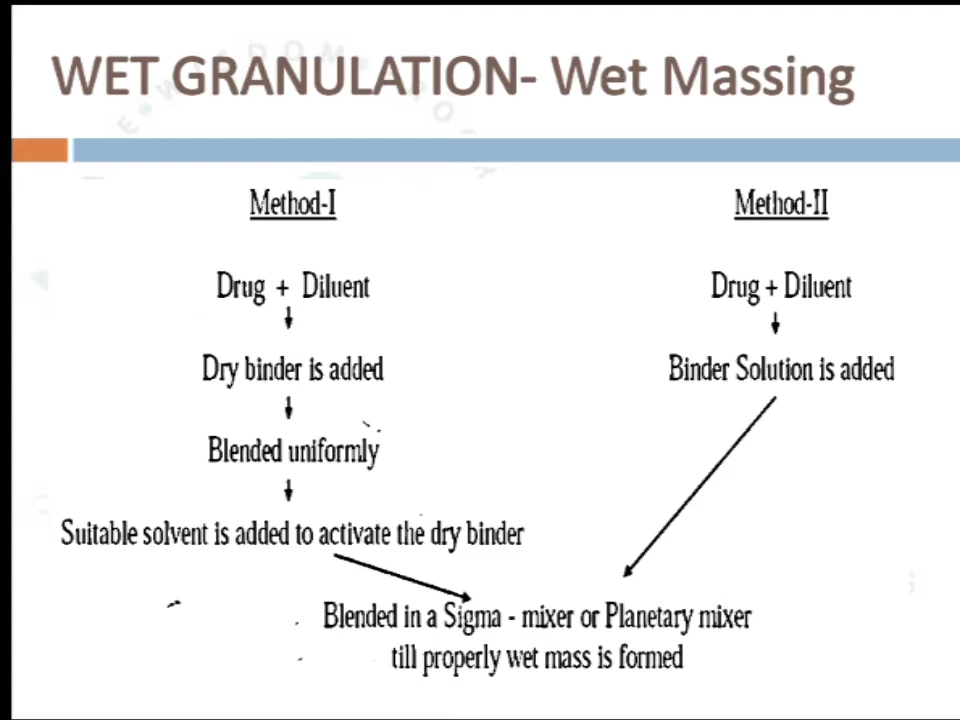 WET GRANULATION- Wet Massing
Method-I
Drug + Diluent
Dry binder is added
Blended uniformly
Suitable solvent is added to activate the dry binder
Method-II
Drug + Diluent
Binder Solution is added
Blended in a Sigma - mixer or Planetary mixer
till properly wet mass is formed